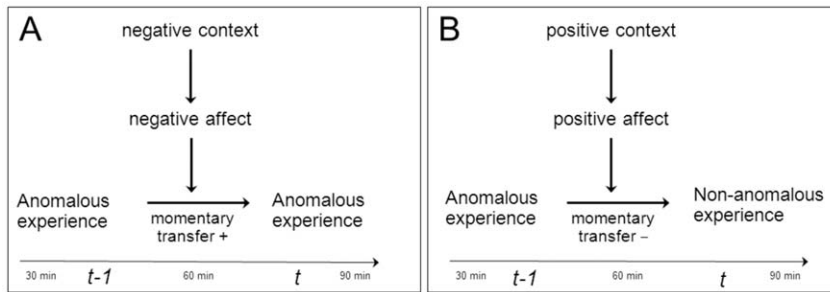 A
negative context
negative affect
Anomalous
experience
momentary
transfer +
Anomalous
experience
30 min
t-1
60 min
t
90 min
B
positive context
positive affect
Anomalous
experience
momentary
transfer –
Non-anomalous
experience
30 min
t-1
60 min
t
90 min